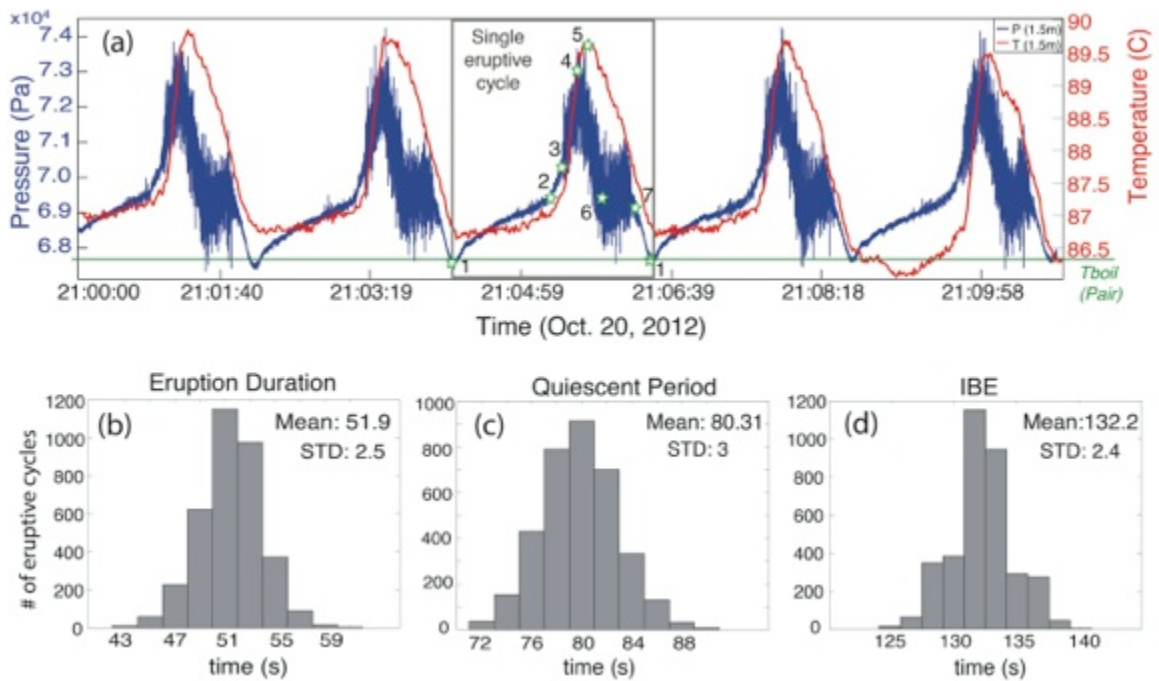 x10⁴
7.4
7.3
7.2
7.1
7.0
6.9
6.8
Pressure (Pa)
(a)
Single
eruptive
cycle
1
2
3
4
5
6
7
1
P (1.5m)
T (1.5m)
90
89.5
89
88.5
88
87.5
87
86.5
Temperature (C)
Tboil
(Pair)
21:00:00 21:01:40 21:03:19 21:04:59 21:06:39 21:08:18 21:09:58
Time (Oct. 20, 2012)
Eruption Duration
(b)
Mean: 51.9
STD: 2.5
1200
1000
800
600
400
200
0
# of eruptive cycles
43 47 51 55 59
time (s)
Quiescent Period
(c)
Mean: 80.31
STD: 3
1000
800
600
400
200
0
72 76 80 84 88
time (s)
IBE
(d)
Mean:132.2
STD: 2.4
1200
1000
800
600
400
200
0
125 130 135 140
time (s)